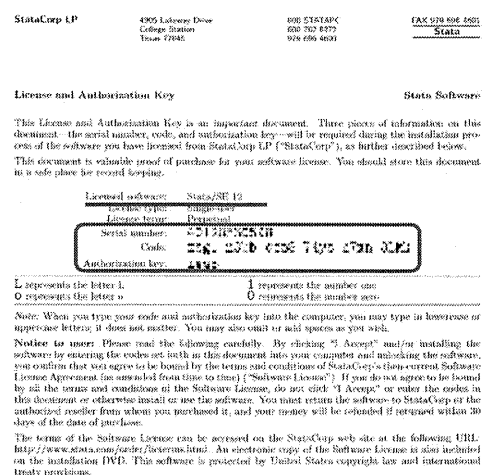 StataCorp LP 4905 Lakeway Drive 800 STATAPC FAX 979 696 4601
College Station 800 782 8272 Stata
Texas 77845 979 696 4600
License and Authorization Key Stata Software
This License and Authorization Key is an important document. Three pieces of information on this
document—the serial number, code, and authorization key—will be required during the installation pro-
cess of the software you have licensed from StataCorp LP ("StataCorp"), as further described below.
This document is valuable proof of purchase for your software license. You should store this document
in a safe place for record keeping.
Licensed software: Stata/SE 12
License type: Single-user
License term: Perpetual
Serial number:
Code:
Authorization key:
L represents the letter L 1 represents the number one
O represents the letter o 0 represents the number zero
Note: When you type your code and authorization key into the computer, you may type in lowercase or
uppercase letters; it does not matter. You may also omit or add spaces as you wish.
Notice to user: Please read the following carefully. By clicking "I Accept" and/or installing the
software by entering the codes set forth in this document into your computer and unlocking the software,
you confirm that you agree to be bound by the terms and conditions of StataCorp's then-current Software
License Agreement (as amended from time to time) ("Software License"). If you do not agree to be bound
by all the terms and conditions of the Software License, do not click "I Accept" or enter the codes in
this document or otherwise install or use the software. You must return the software to StataCorp or the
authorized reseller from whom you purchased it, and your money will be refunded if returned within 30
days of the date of purchase.
The terms of the Software License can be accessed on the StataCorp web site at the following URL:
http://www.stata.com/order/licterms.html. An electronic copy of the Software License is also included
on the installation DVD. This software is protected by United States copyright law and international
treaty provisions.